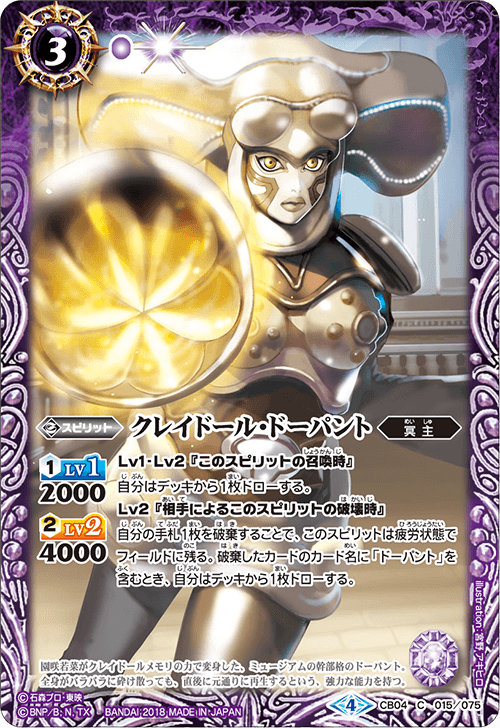 3
スピリット
クレイドール・ドーパント
めいしゅ
冥主
1 LV1
2000
Lv1・Lv2『このスピリットの召喚時』
自分はデッキから1枚ドローする。
2 LV2
4000
Lv2『相手によるこのスピリットの破壊時』
自分の手札1枚を破棄することで、このスピリットは疲労状態で
フィールドに残る。破棄したカードのカード名に「ドーパント」を
含むとき、自分はデッキから1枚ドローする。
園咲若菜がクレイドールメモリの力で変身した、ミュージアムの幹部格のドーパント。
全身がバラバラに砕け散っても、直後に元通りに再生するという、強力な能力を持つ。
illustration:宮野アキヒロ
©石森プロ・東映
©BNP/B; N, TX BANDAI 2018 MADE IN JAPAN
4 CB04 C 015/075